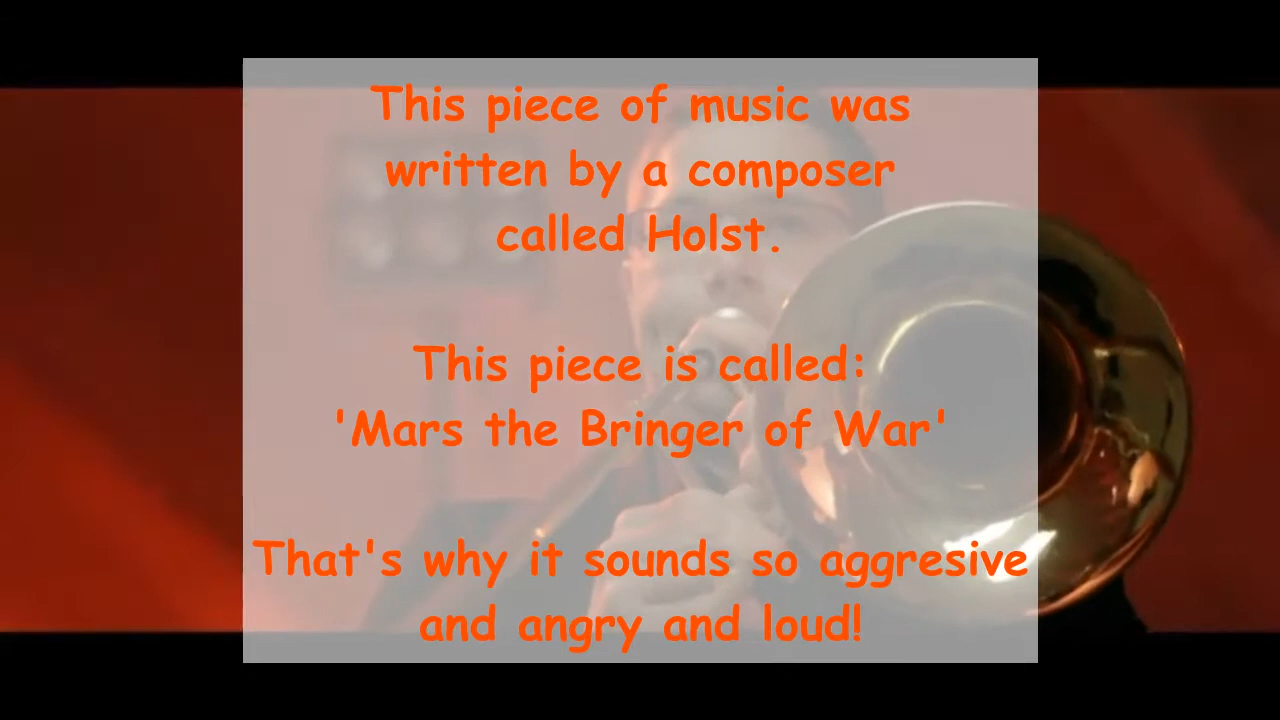 This piece of music was
written by a composer
called Holst.
This piece is called:
'Mars the Bringer of War'
That's why it sounds so aggresive
and angry and loud!